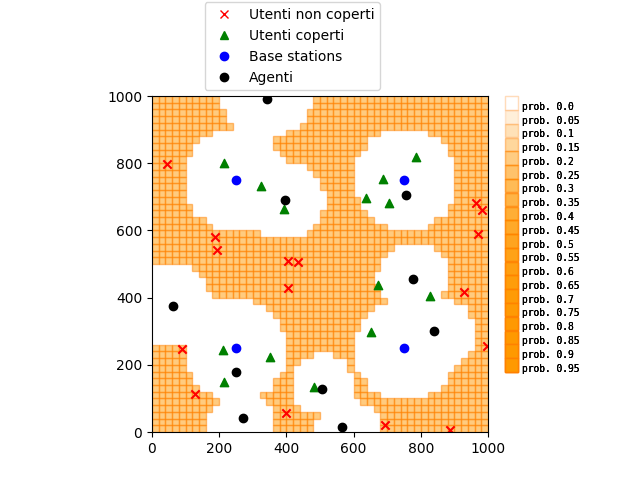 Utenti non coperti
Utenti coperti
Base stations
Agenti
1000
800
600
400
200
0
0
200
400
600
800
1000
prob. 0.0
prob. 0.05
prob. 0.1
prob. 0.15
prob. 0.2
prob. 0.25
prob. 0.3
prob. 0.35
prob. 0.4
prob. 0.45
prob. 0.5
prob. 0.55
prob. 0.6
prob. 0.65
prob. 0.7
prob. 0.75
prob. 0.8
prob. 0.85
prob. 0.9
prob. 0.95